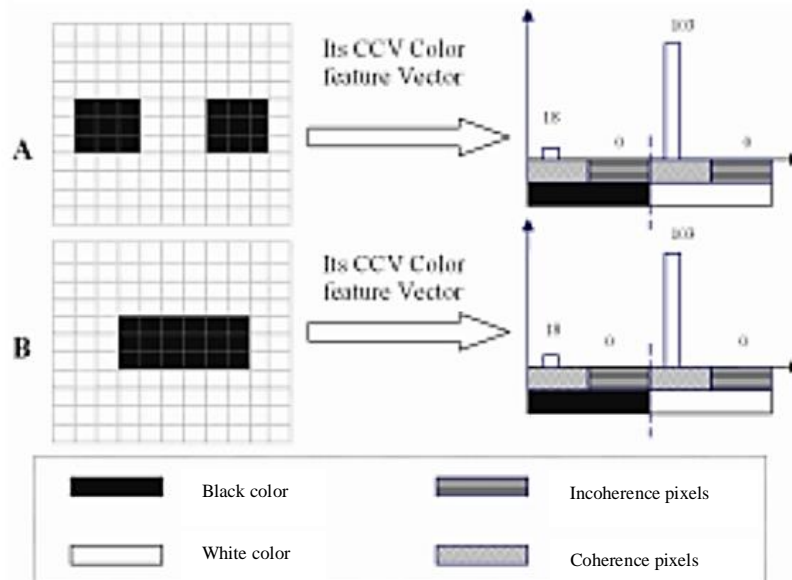 A
Its CCV Color
feature Vector
18
0
103
0
B
Its CCV Color
feature Vector
18
0
103
0
Black color
Incoherence pixels
White color
Coherence pixels